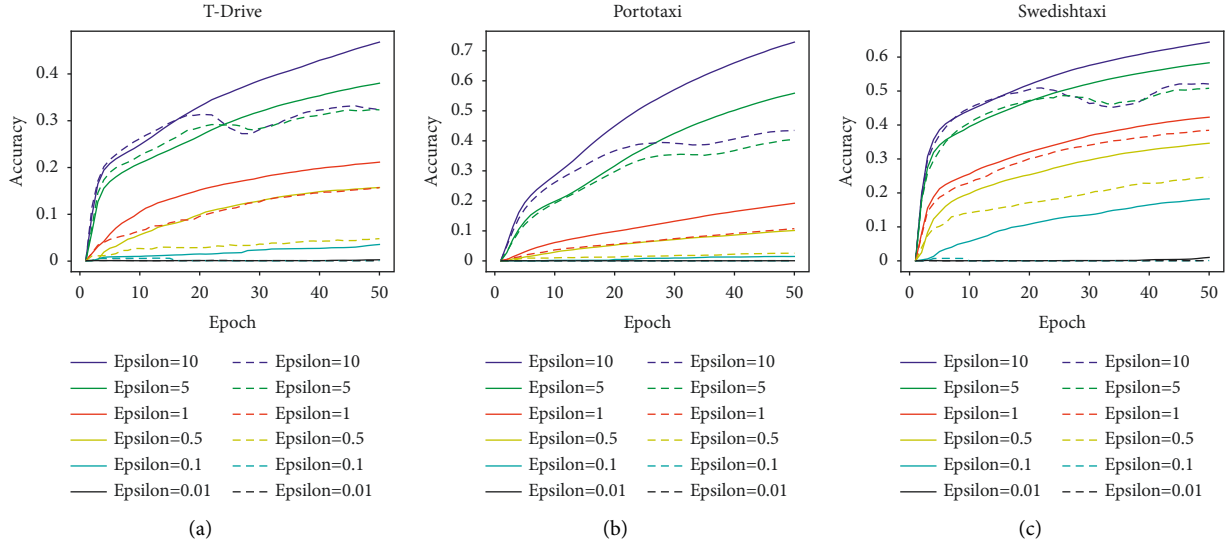 T-Drive
Accuracy
0.4
0.3
0.2
0.1
0
0 10 20 30 40 50
Epoch
Epsilon=10 Epsilon=10
Epsilon=5 Epsilon=5
Epsilon=1 Epsilon=1
Epsilon=0.5 Epsilon=0.5
Epsilon=0.1 Epsilon=0.1
Epsilon=0.01 Epsilon=0.01
(a)
Portotaxi
Accuracy
0.7
0.6
0.5
0.4
0.3
0.2
0.1
0
0 10 20 30 40 50
Epoch
Epsilon=10 Epsilon=10
Epsilon=5 Epsilon=5
Epsilon=1 Epsilon=1
Epsilon=0.5 Epsilon=0.5
Epsilon=0.1 Epsilon=0.1
Epsilon=0.01 Epsilon=0.01
(b)
Swedishtaxi
Accuracy
0.6
0.5
0.4
0.3
0.2
0.1
0
0 10 20 30 40 50
Epoch
Epsilon=10 Epsilon=10
Epsilon=5 Epsilon=5
Epsilon=1 Epsilon=1
Epsilon=0.5 Epsilon=0.5
Epsilon=0.1 Epsilon=0.1
Epsilon=0.01 Epsilon=0.01
(c)